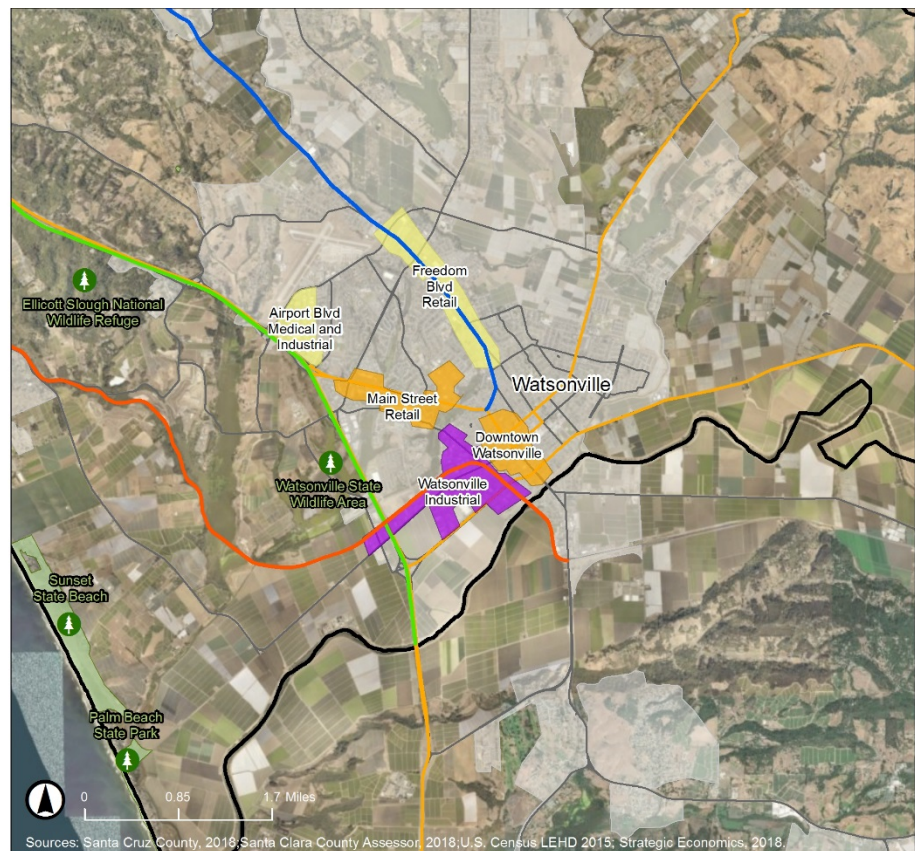 Freedom
Blvd
Retail
Ellicott Slough National
Wildlife Refuge
Airport Blvd
Medical and
Industrial
Main Street
Retail
Watsonville
Downtown
Watsonville
Watsonville State
Wildlife Area
Watsonville
Industrial
Sunset
State Beach
Palm Beach
State Park
0 0.85 1.7 Miles
Sources: Santa Cruz County, 2018;Santa Clara County Assessor, 2018;U.S. Census LEHD 2015; Strategic Economics, 2018.